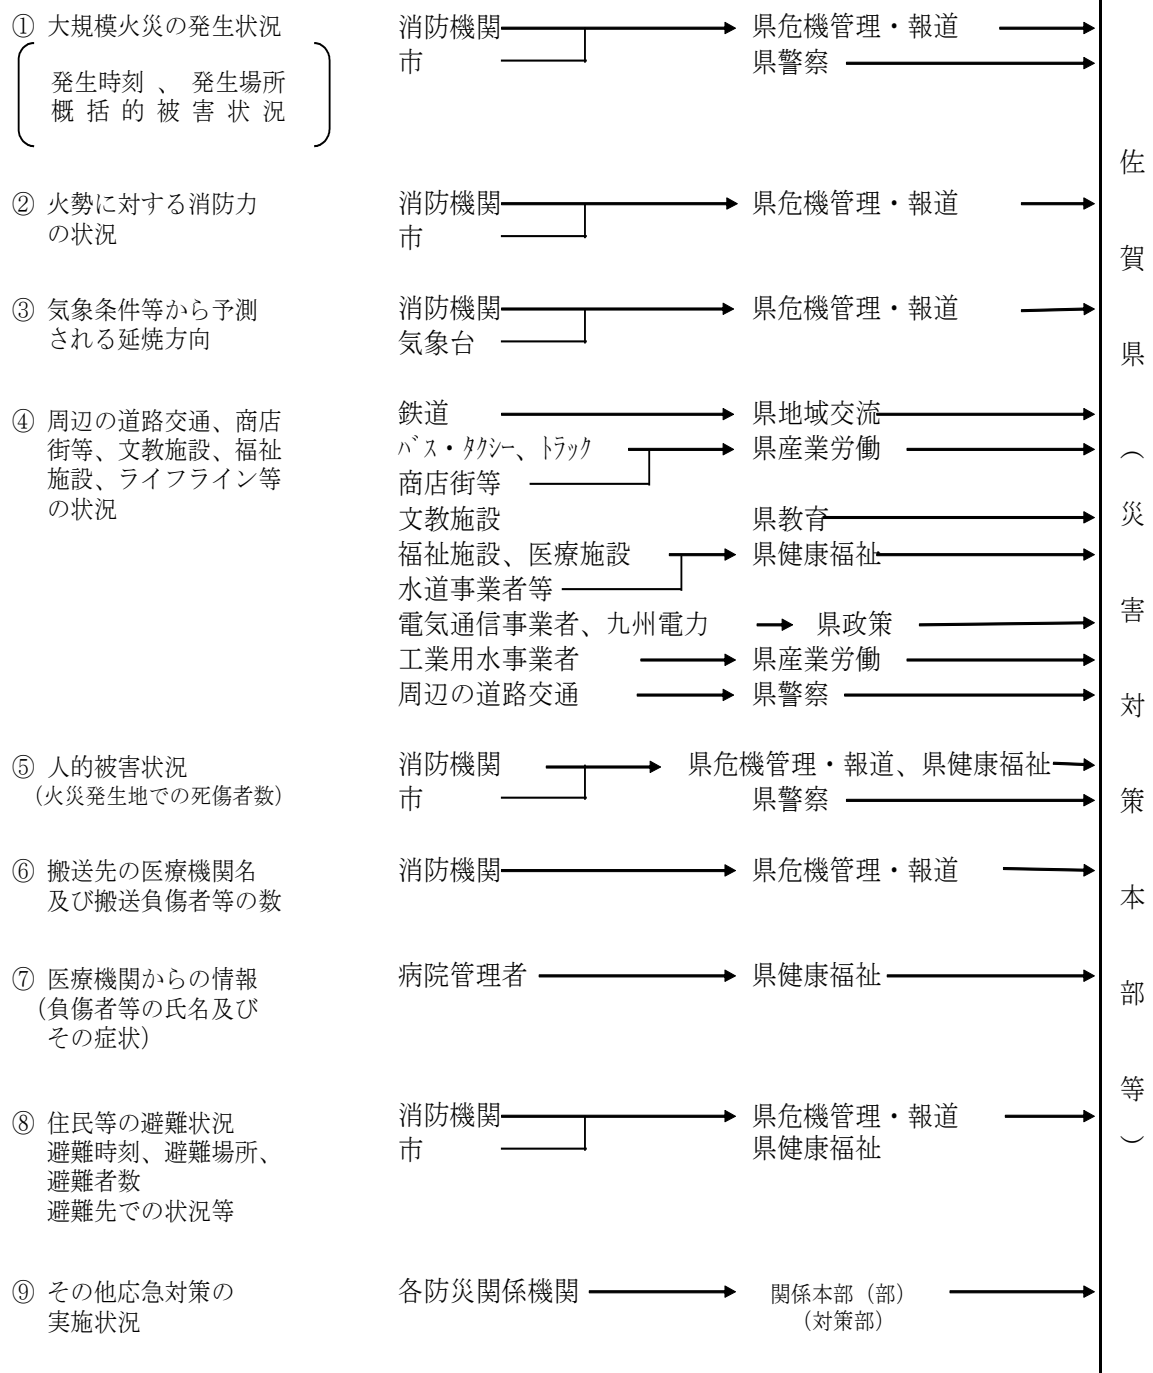 ① 大規模火災の発生状況
発生時刻 、 発生場所
概 括 的 被 害 状 況
消防機関
市
県危機管理・報道
県警察
② 火勢に対する消防力
の状況
消防機関
市
県危機管理・報道
③ 気象条件等から予測
される延焼方向
消防機関
気象台
県危機管理・報道
④ 周辺の道路交通、商店
街等、文教施設、福祉
施設、ライフライン等
の状況
鉄道
県地域交流
ﾊﾞｽ・ﾀｸｼｰ、ﾄﾗｯｸ
県産業労働
商店街等
文教施設
県教育
福祉施設、医療施設
県健康福祉
水道事業者等
電気通信事業者、九州電力
県政策
工業用水事業者
県産業労働
周辺の道路交通
県警察
⑤ 人的被害状況
（火災発生地での死傷者数）
消防機関
市
県危機管理・報道、県健康福祉
県警察
⑥ 搬送先の医療機関名
及び搬送負傷者等の数
消防機関
県危機管理・報道
⑦ 医療機関からの情報
（負傷者等の氏名及び
その症状）
病院管理者
県健康福祉
⑧ 住民等の避難状況
避難時刻、避難場所、
避難者数
避難先での状況等
消防機関
市
県危機管理・報道
県健康福祉
⑨ その他応急対策の
実施状況
各防災関係機関
関係本部（部）
（対策部）
佐賀県（災害対策本部等）